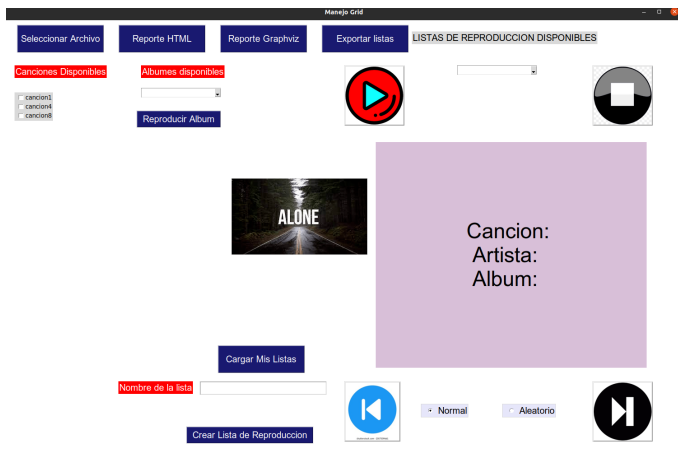 Manejo Grid
Seleccionar Archivo
Reporte HTML
Reporte Graphviz
Exportar listas
LISTAS DE REPRODUCCION DISPONIBLES
Canciones Disponibles
Albumes disponibles
cancion1
cancion4
cancion8
Reproducir Album
ALONE
Cancion:
Artista:
Album:
Cargar Mis Listas
Nombre de la lista
Normal
Aleatorio
Crear Lista de Reproduccion